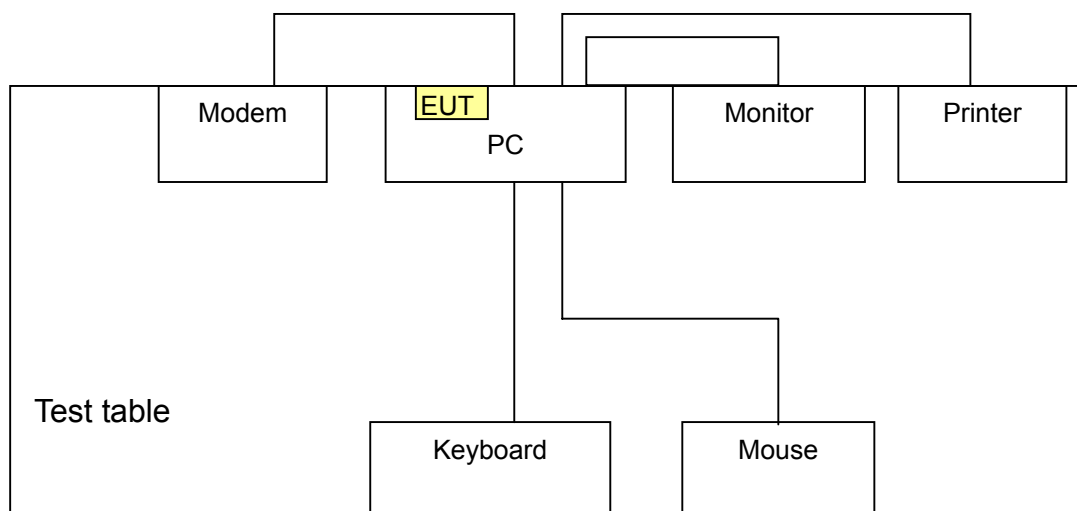 Modem
EUT
PC
Monitor
Printer
Test table
Keyboard
Mouse